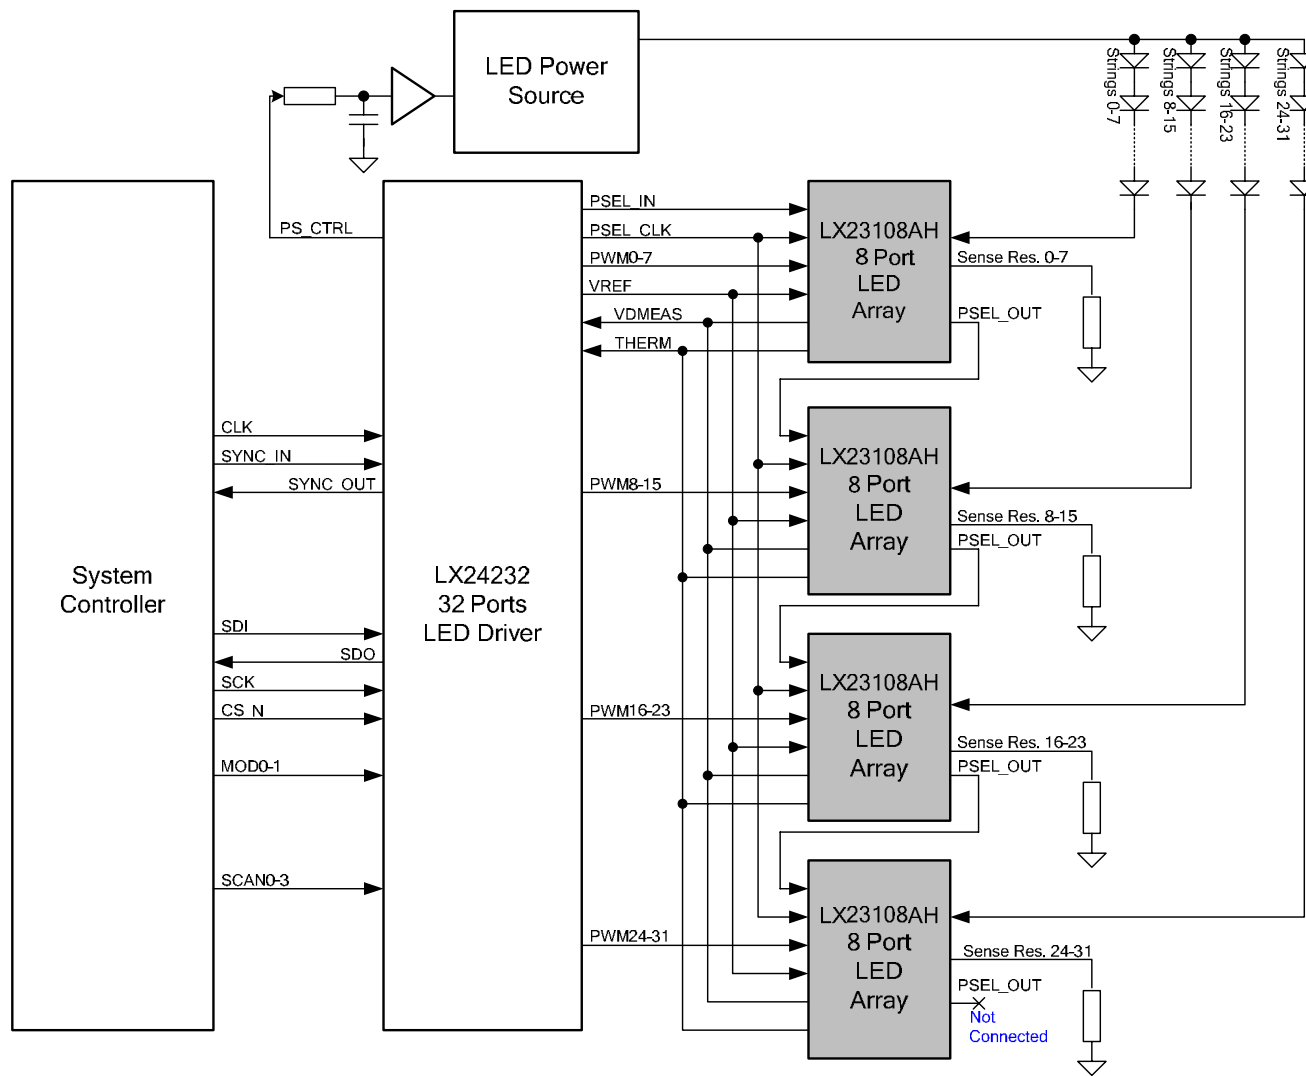 LED Power
Source
Strings 0-7
Strings 8-15
Strings 16-23
Strings 24-31
PS_CTRL
PSEL_IN
PSEL_CLK
PWM0-7
VREF
VDMEAS
THERM
LX23108AH
8 Port
LED
Array
Sense Res. 0-7
PSEL_OUT
CLK
SYNC_IN
SYNC_OUT
PWM8-15
LX23108AH
8 Port
LED
Array
Sense Res. 8-15
PSEL_OUT
System
Controller
LX24232
32 Ports
LED Driver
SDI
SDO
SCK
CS_N
MOD0-1
PWM16-23
LX23108AH
8 Port
LED
Array
Sense Res. 16-23
PSEL_OUT
SCAN0-3
PWM24-31
LX23108AH
8 Port
LED
Array
Sense Res. 24-31
PSEL_OUT
Not
Connected